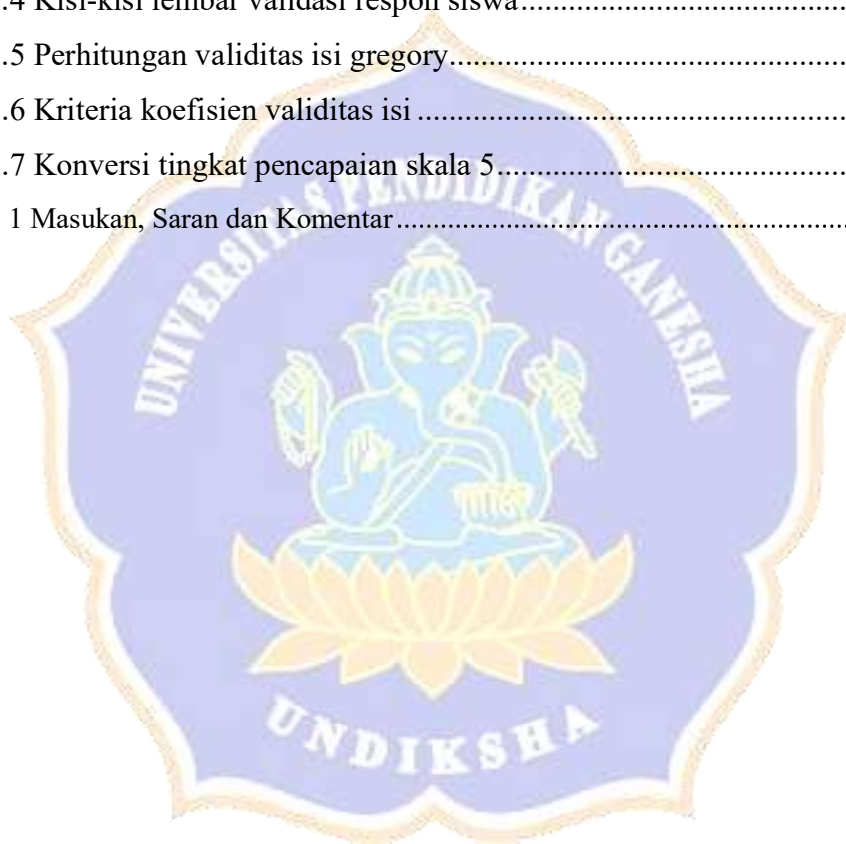 .4 Kisi-kisi lembar validasi respon siswa........................................
.5 Perhitungan validitas isi gregory..................................................
.6 Kriteria koefisien validitas isi ......................................................
.7 Konversi tingkat pencapaian skala 5............................................
1 Masukan, Saran dan Komentar...........................................................
UNIVERSITAS PENDIDIKAN GANESHA
UNDIKSHA